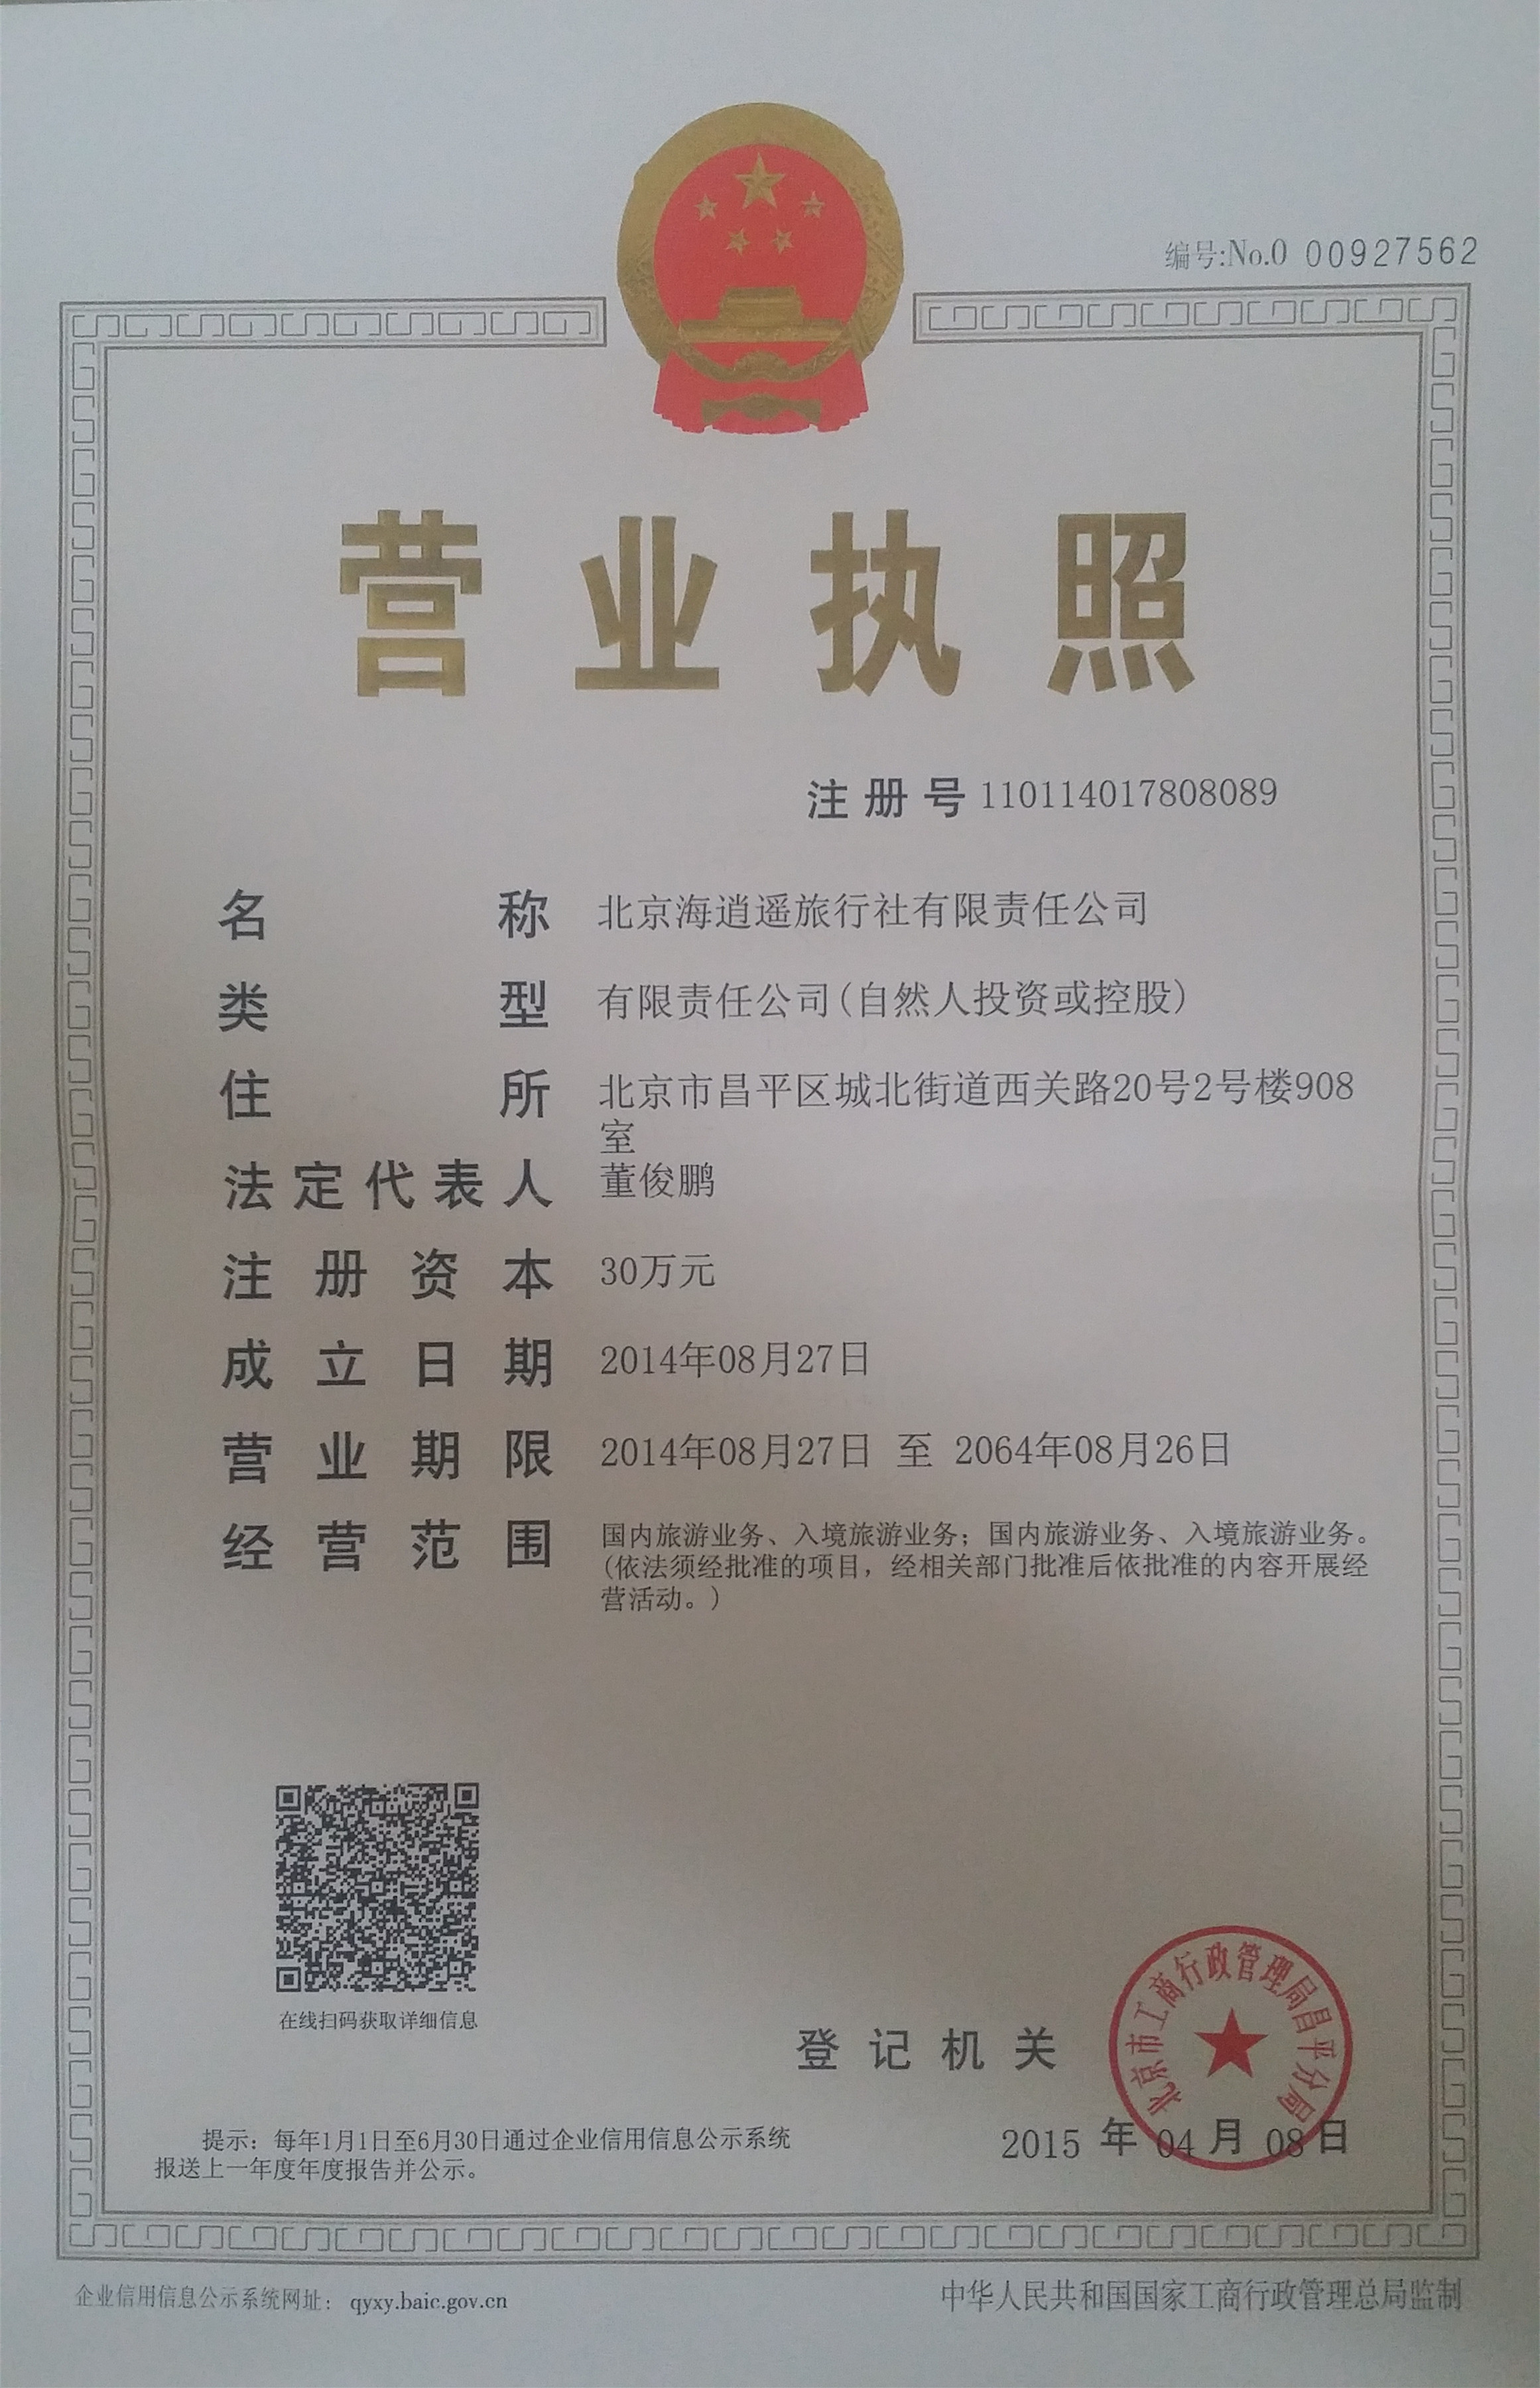 编号:No.0 00927562
营业执照
注册号 110114017808089
名称 北京海逍遥旅行社有限责任公司
类型 有限责任公司(自然人投资或控股)
住所 北京市昌平区城北街道西关路20号2号楼908
室
法定代表人 董俊鹏
注册资本 30万元
成立日期 2014年08月27日
营业期限 2014年08月27日 至 2064年08月26日
经营范围 国内旅游业务、入境旅游业务；国内旅游业务、入境旅游业务。
(依法须经批准的项目，经相关部门批准后依批准的内容开展经
营活动。)
在线扫码获取详细信息
登记机关
北京市工商行政管理局昌平分局
2015 年 04 月 08 日
提示：每年1月1日至6月30日通过企业信用信息公示系统
报送上一年度年度报告并公示。
企业信用信息公示系统网址： qyxy.baic.gov.cn
中华人民共和国国家工商行政管理总局监制